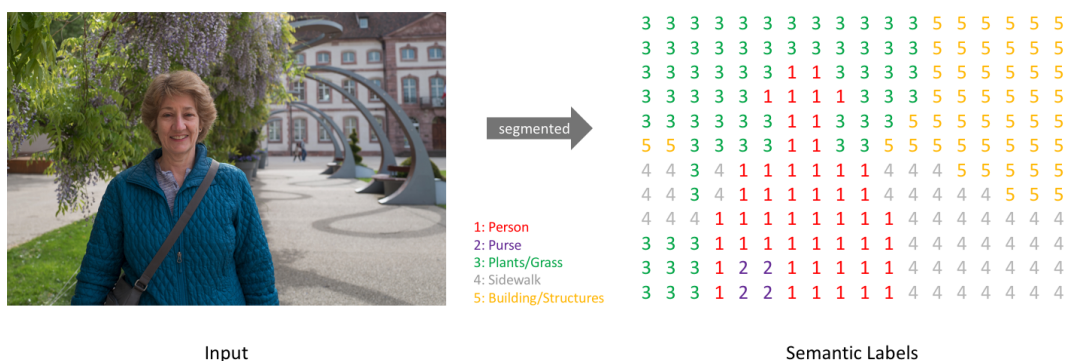 segmented
1: Person
2: Purse
3: Plants/Grass
4: Sidewalk
5: Building/Structures
3 3 3 3 3 3 3 3 3 3 3 3 5 5 5 5 5 5
3 3 3 3 3 3 3 3 3 3 3 3 5 5 5 5 5 5
3 3 3 3 3 3 1 1 3 3 3 3 5 5 5 5 5 5
3 3 3 3 3 1 1 1 1 3 3 3 5 5 5 5 5 5
3 3 3 3 3 3 1 1 3 3 3 5 5 5 5 5 5 5
5 5 3 3 3 3 1 1 3 3 5 5 5 5 5 5 5 5
4 4 3 4 1 1 1 1 1 1 4 4 4 5 5 5 5 5
4 4 3 4 1 1 1 1 1 1 4 4 4 4 4 5 5 5
4 4 4 1 1 1 1 1 1 1 1 4 4 4 4 4 4 4
3 3 3 1 1 1 1 1 1 1 1 4 4 4 4 4 4 4
3 3 3 1 2 2 1 1 1 1 1 4 4 4 4 4 4 4
3 3 3 1 2 2 1 1 1 1 1 4 4 4 4 4 4 4
Input
Semantic Labels